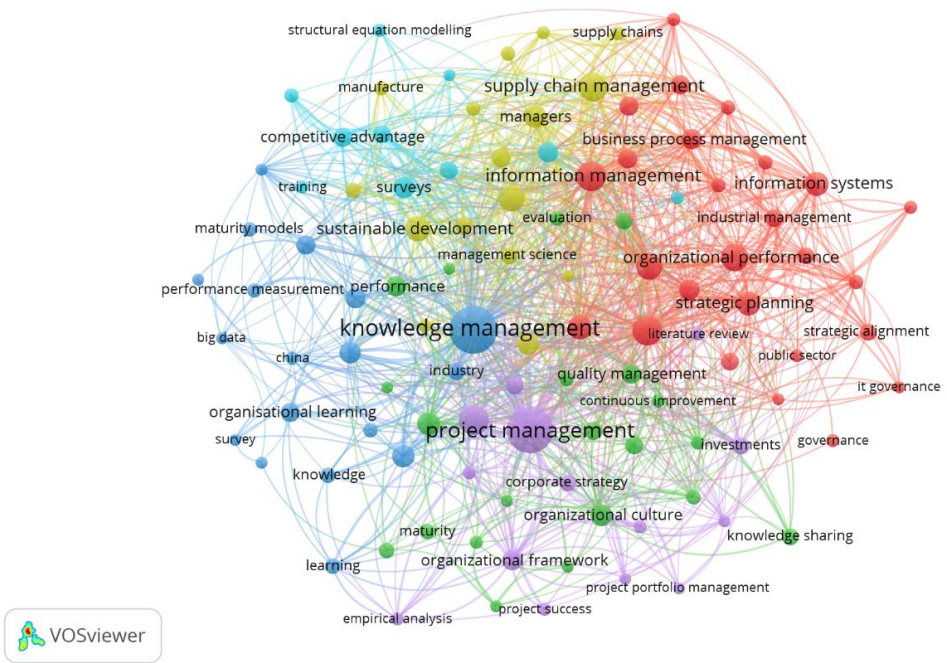 structural equation modelling
supply chains
manufacture
supply chain management
managers
competitive advantage
business process management
training
surveys
information management
information systems
evaluation
industrial management
maturity models
sustainable development
management science
organizational performance
performance measurement
performance
strategic planning
knowledge management
literature review
strategic alignment
big data
china
industry
public sector
quality management
it governance
organisational learning
continuous improvement
survey
project management
investments
governance
knowledge
corporate strategy
organizational culture
maturity
knowledge sharing
learning
organizational framework
project portfolio management
empirical analysis
project success
VOSviewer